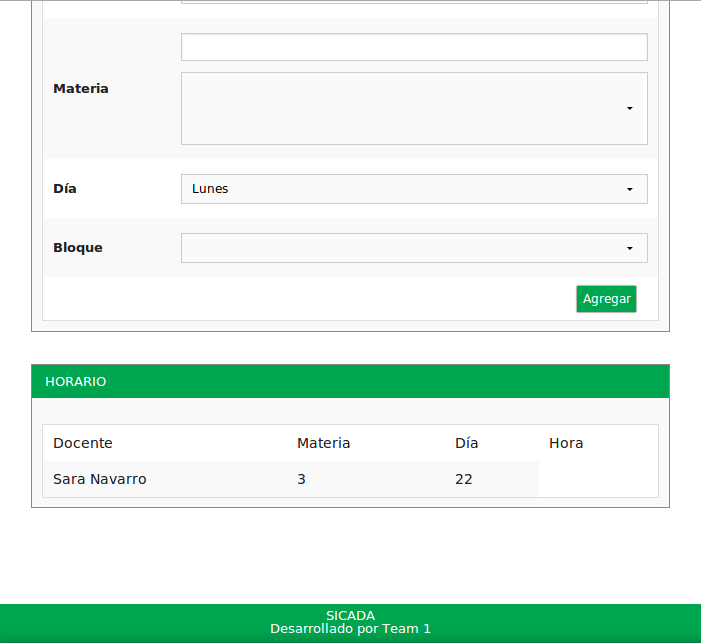 Materia
Día
Lunes
Bloque
Agregar
HORARIO
Docente Materia Día Hora
Sara Navarro 3 22
SICADA
Desarrollado por Team 1